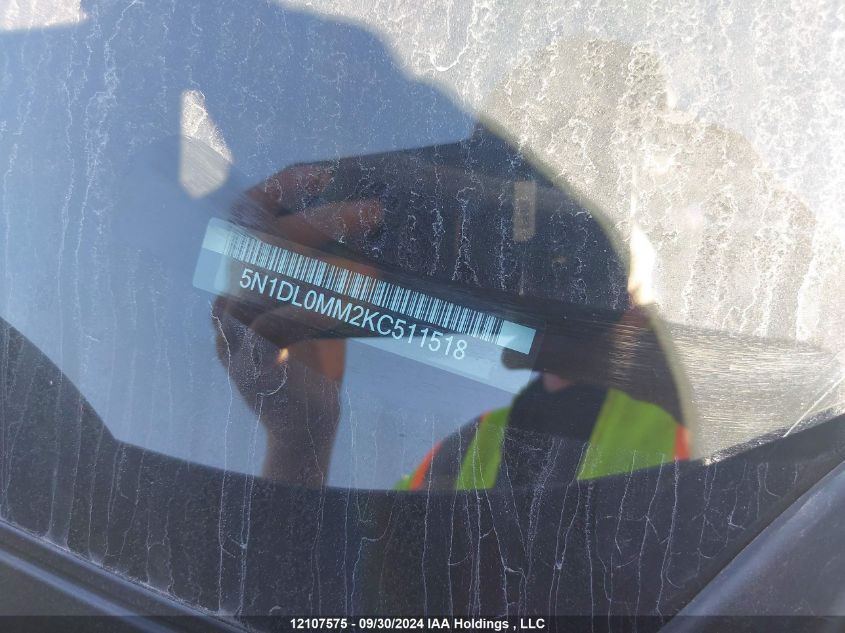 5N1DL0MM2KC511518
12107575 - 09/30/2024 IAA Holdings , LLC